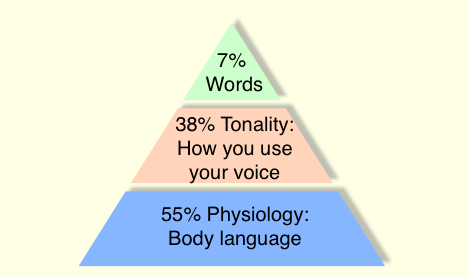 7%
Words
38% Tonality:
How you use
your voice
55% Physiology:
Body language